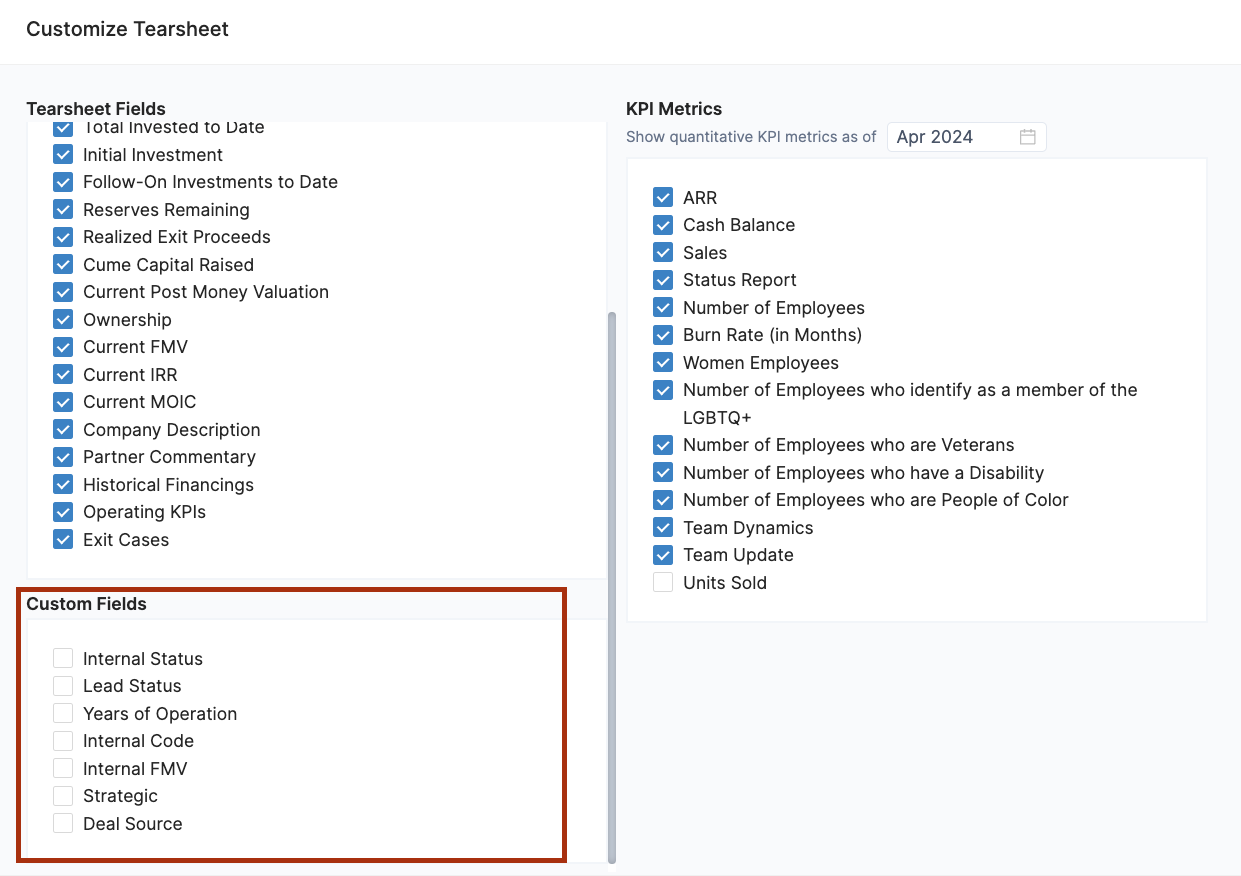 Customize Tearsheet
Tearsheet Fields
Total Invested to Date
Initial Investment
Follow-On Investments to Date
Reserves Remaining
Realized Exit Proceeds
Cume Capital Raised
Current Post Money Valuation
Ownership
Current FMV
Current IRR
Current MOIC
Company Description
Partner Commentary
Historical Financings
Operating KPIs
Exit Cases
Custom Fields
Internal Status
Lead Status
Years of Operation
Internal Code
Internal FMV
Strategic
Deal Source
KPI Metrics
Show quantitative KPI metrics as of Apr 2024
ARR
Cash Balance
Sales
Status Report
Number of Employees
Burn Rate (in Months)
Women Employees
Number of Employees who identify as a member of the
LGBTQ+
Number of Employees who are Veterans
Number of Employees who have a Disability
Number of Employees who are People of Color
Team Dynamics
Team Update
Units Sold